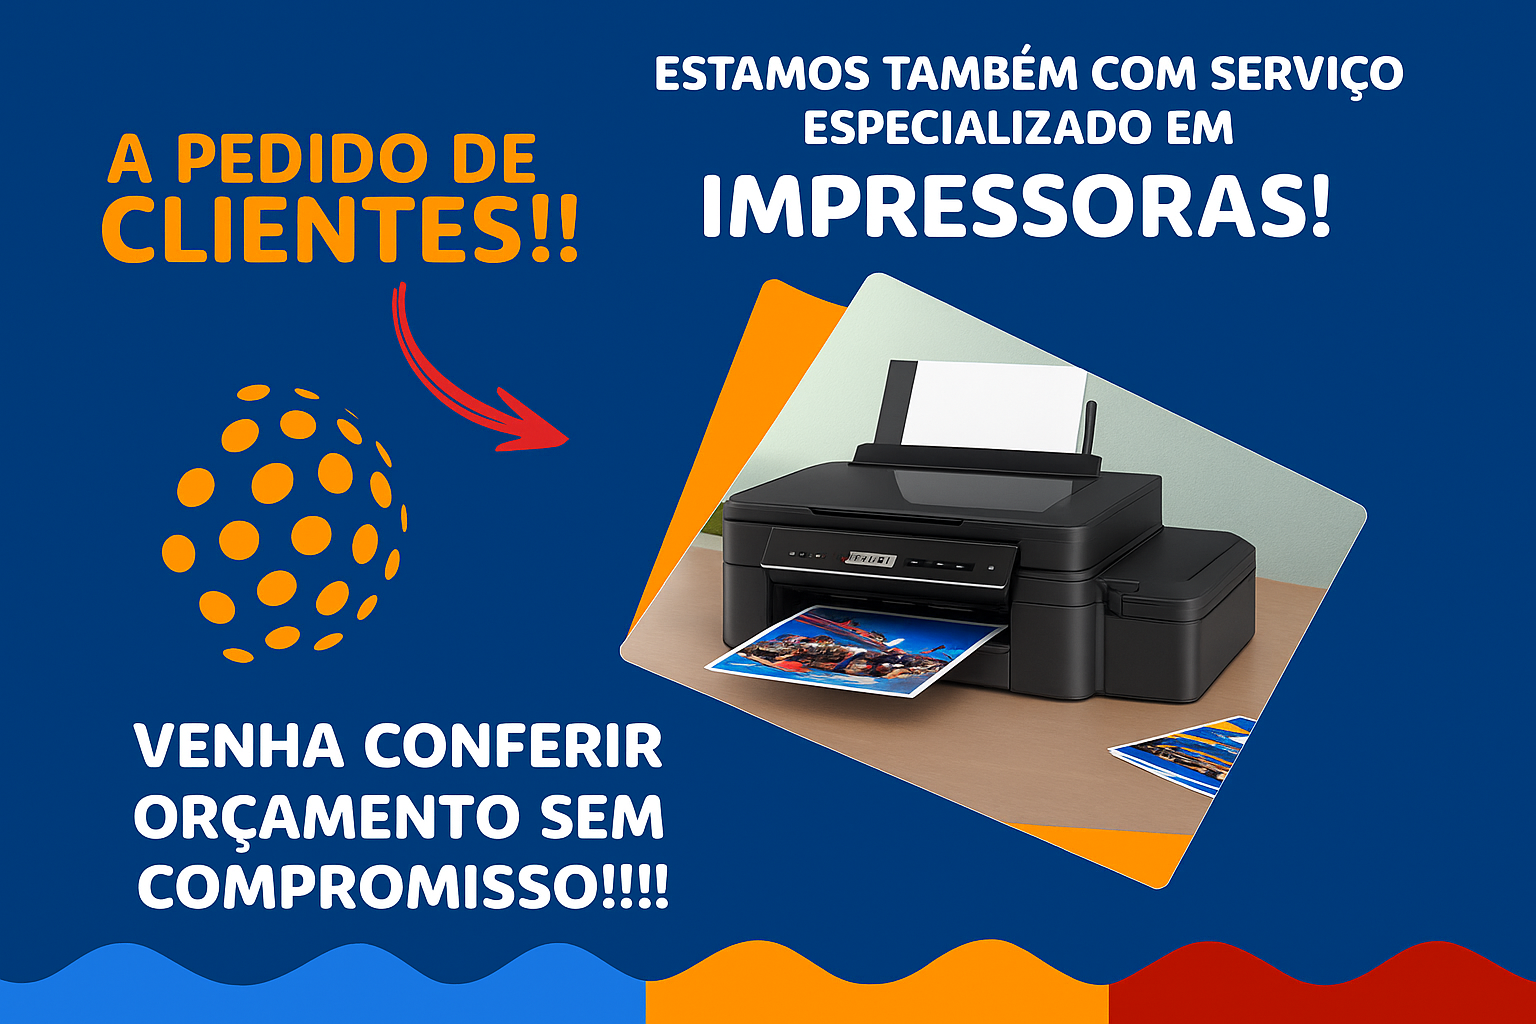 A PEDIDO DE
CLIENTES!!
ESTAMOS TAMBÉM COM SERVIÇO
ESPECIALIZADO EM
IMPRESSORAS!
VENHA CONFERIR
ORÇAMENTO SEM
COMPROMISSO!!!!